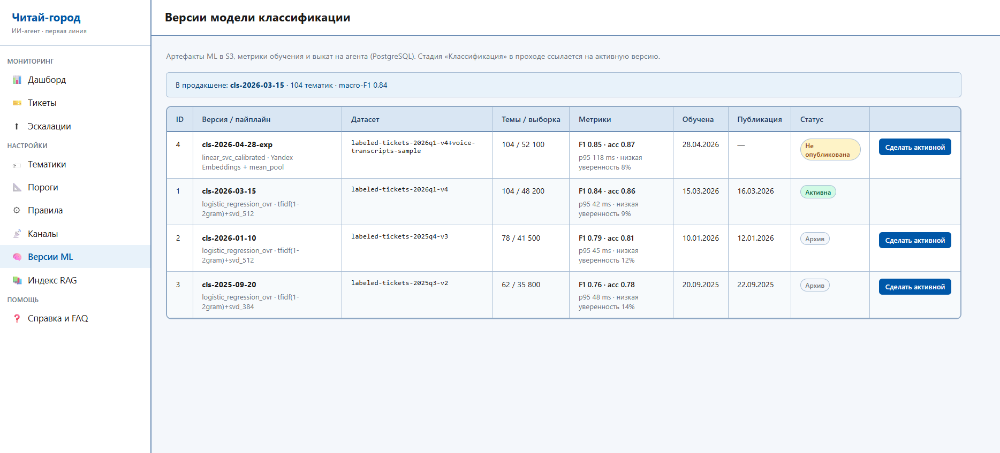 Читай-город
ИИ-агент · первая линия
МОНИТОРИНГ
Дашборд
Тикеты
Эскалации
НАСТРОЙКИ
Тематики
Пороги
Правила
Каналы
Версии ML
Индекс RAG
ПОМОЩЬ
Справка и FAQ
Версии модели классификации
Артефакты ML в S3, метрики обучения и выкат на агента (PostgreSQL). Стадия «Классификация» в проходе ссылается на активную версию.
В продакшене: cls-2026-03-15 · 104 тематик · macro-F1 0.84
ID Версия / пайплайн Датасет Темы / выборка Метрики Обучена Публикация Статус
4 cls-2026-04-28-exp labeled-tickets-2026q1-v4+voice- 104 / 52 100 F1 0.85 · acc 0.87 28.04.2026 — Не Сделать активной
transcripts-sample опубликована
linear_svc_calibrated · Yandex p95 118 ms · низкая
Embeddings + mean_pool уверенность 8%
1 cls-2026-03-15 labeled-tickets-2026q1-v4 104 / 48 200 F1 0.84 · acc 0.86 15.03.2026 16.03.2026 Активна
logistic_regression_ovr · tfidf(1- p95 42 ms · низкая
2gram)+svd_512 уверенность 9%
2 cls-2026-01-10 labeled-tickets-2025q4-v3 78 / 41 500 F1 0.79 · acc 0.81 10.01.2026 12.01.2026 Архив Сделать активной
logistic_regression_ovr · tfidf(1- p95 45 ms · низкая
2gram)+svd_512 уверенность 12%
3 cls-2025-09-20 labeled-tickets-2025q3-v2 62 / 35 800 F1 0.76 · acc 0.78 20.09.2025 22.09.2025 Архив Сделать активной
logistic_regression_ovr · tfidf(1- p95 48 ms · низкая
2gram)+svd_384 уверенность 14%